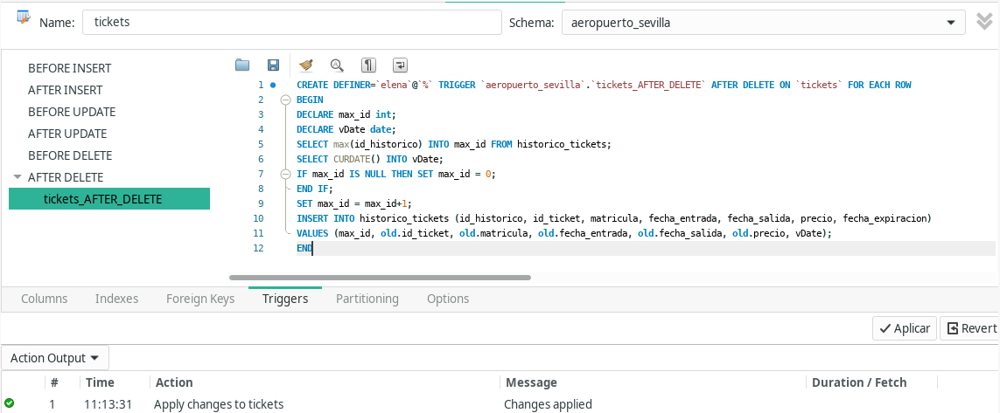 Name: tickets Schema: aeropuerto_sevilla
BEFORE INSERT
AFTER INSERT
BEFORE UPDATE
AFTER UPDATE
BEFORE DELETE
AFTER DELETE
tickets_AFTER_DELETE
1 CREATE DEFINER=`elena`@`%` TRIGGER `aeropuerto_sevilla`.`tickets_AFTER_DELETE` AFTER DELETE ON `tickets` FOR EACH ROW
2 BEGIN
3 DECLARE max_id int;
4 DECLARE vDate date;
5 SELECT max(id_historico) INTO max_id FROM historico_tickets;
6 SELECT CURDATE() INTO vDate;
7 IF max_id IS NULL THEN SET max_id = 0;
8 END IF;
9 SET max_id = max_id+1;
10 INSERT INTO historico_tickets (id_historico, id_ticket, matricula, fecha_entrada, fecha_salida, precio, fecha_expiracion)
11 VALUES (max_id, old.id_ticket, old.matricula, old.fecha_entrada, old.fecha_salida, old.precio, vDate);
12 END
Columns Indexes Foreign Keys Triggers Partitioning Options
Aplicar Revert
Action Output
# Time Action Message Duration / Fetch
1 11:13:31 Apply changes to tickets Changes applied